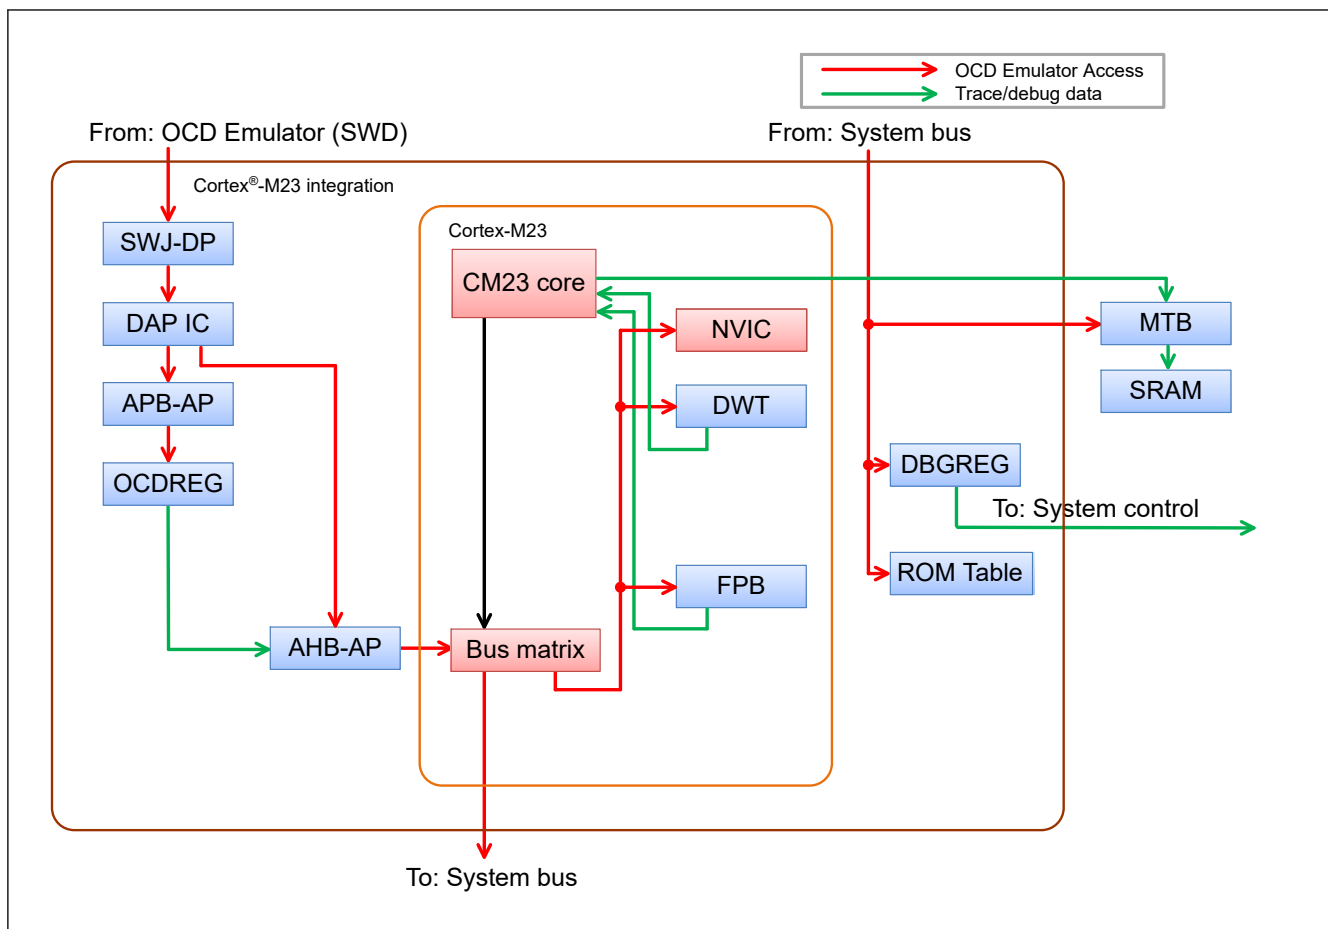 OCD Emulator Access
Trace/debug data
From: OCD Emulator (SWD)
From: System bus
Cortex®-M23 integration
Cortex-M23
SWJ-DP
CM23 core
DAP IC
NVIC
MTB
APB-AP
DWT
SRAM
OCDREG
DBGREG
To: System control
FPB
ROM Table
AHB-AP
Bus matrix
To: System bus